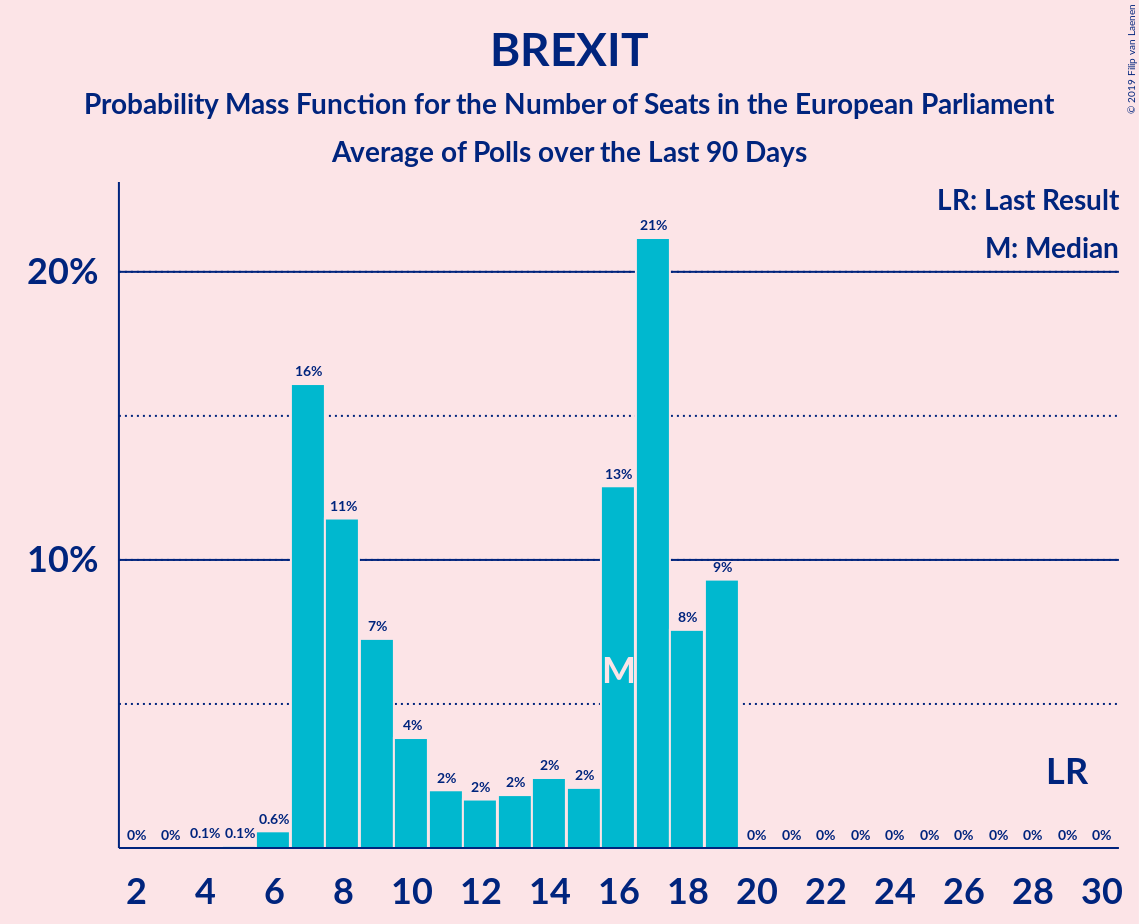 BREXIT
Probability Mass Function for the Number of Seats in the European Parliament
Average of Polls over the Last 90 Days
© 2019 Filip van Laenen
LR: Last Result
M: Median
20%
10%
0% 0% 0.1% 0.1% 0.6% 16% 11% 7% 4% 2% 2% 2% 2% 2% 13% 21% 8% 9% 0% 0% 0% 0% 0% 0% 0% 0% 0% 0% 0%
M
LR
2 4 6 8 10 12 14 16 18 20 22 24 26 28 30